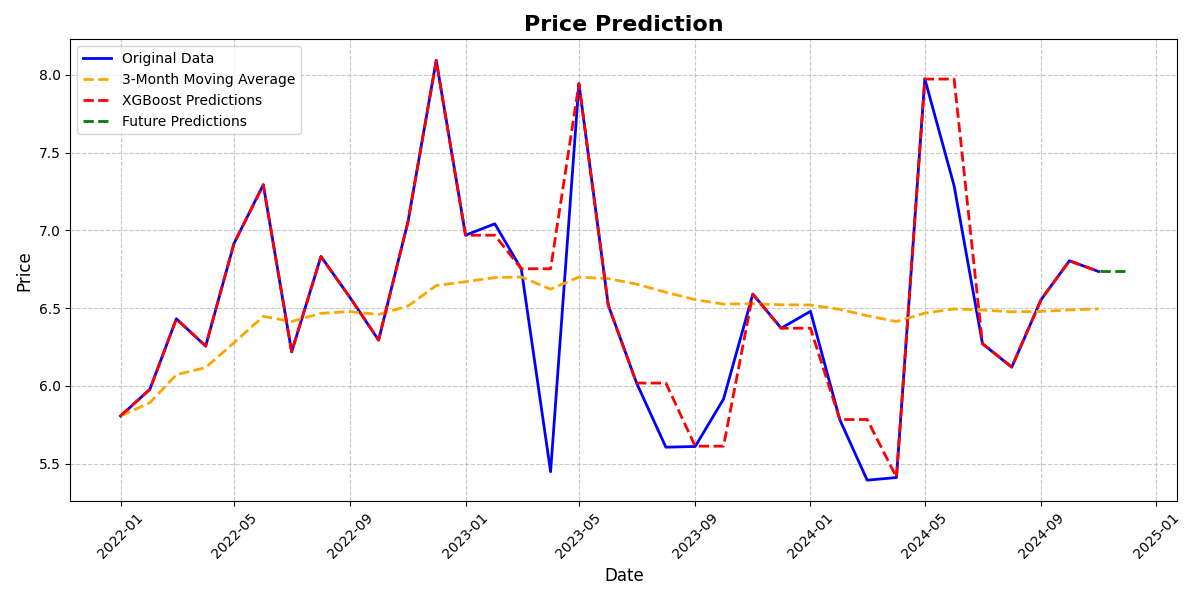 Price Prediction
Original Data
3-Month Moving Average
XGBoost Predictions
Future Predictions
Price
8.0
7.5
7.0
6.5
6.0
5.5
2022-01
2022-05
2022-09
2023-01
2023-05
2023-09
2024-01
2024-05
2024-09
2025-01
Date